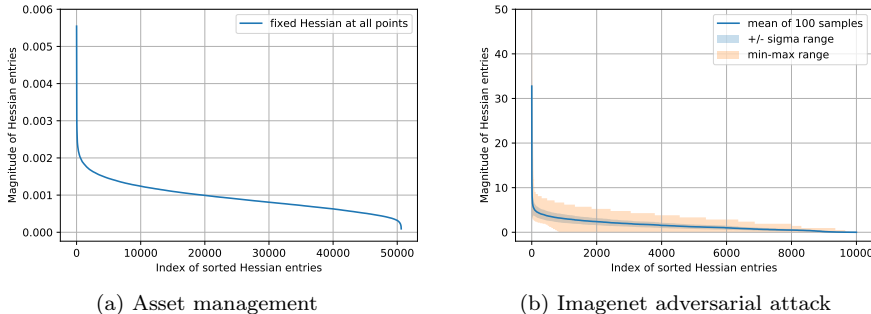 fixed Hessian at all points
0.006
0.005
0.004
0.003
0.002
0.001
0.000
Magnitude of Hessian entries
0
10000
20000
30000
40000
50000
Index of sorted Hessian entries
(a) Asset management
mean of 100 samples
+/- sigma range
min-max range
50
40
30
20
10
0
Magnitude of Hessian entries
0
2000
4000
6000
8000
10000
Index of sorted Hessian entries
(b) Imagenet adversarial attack